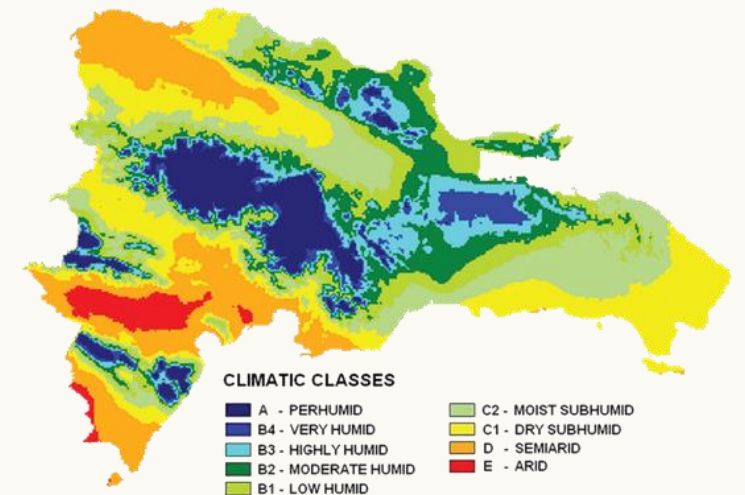 CLIMATIC CLASSES
A - PERHUMID
B4 - VERY HUMID
B3 - HIGHLY HUMID
B2 - MODERATE HUMID
B1 - LOW HUMID
C2 - MOIST SUBHUMID
C1 - DRY SUBHUMID
D - SEMIARID
E - ARID